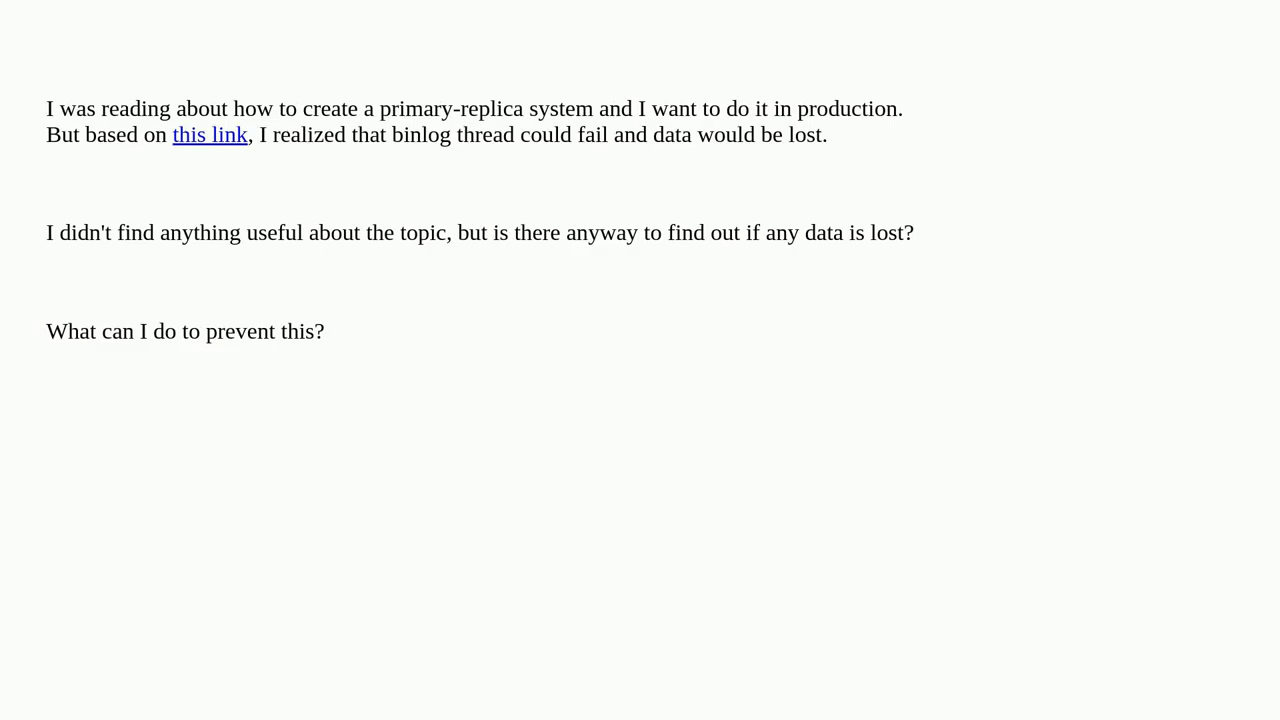 I was reading about how to create a primary-replica system and I want to do it in production.
But based on this link, I realized that binlog thread could fail and data would be lost.
I didn't find anything useful about the topic, but is there anyway to find out if any data is lost?
What can I do to prevent this?